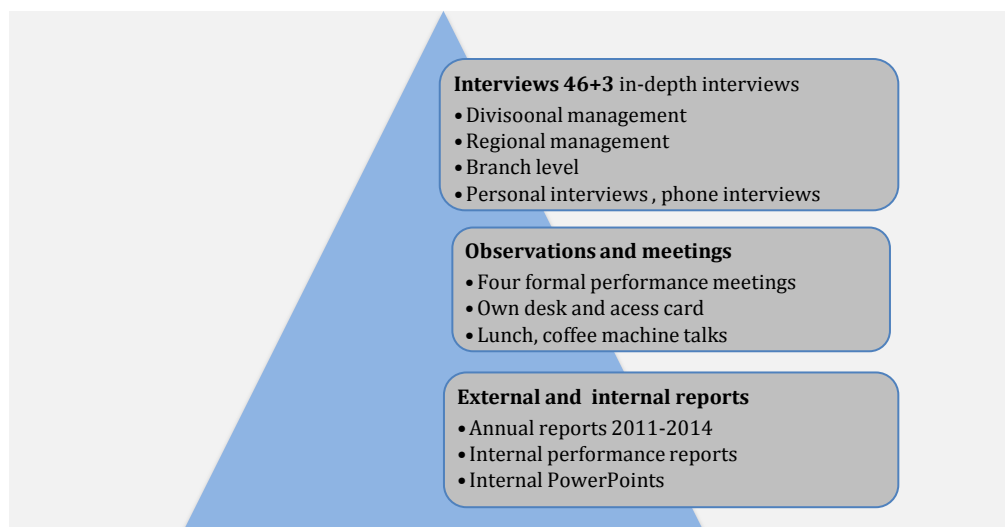 Interviews 46+3 in-depth interviews
•Divisoonal management
•Regional management
•Branch level
•Personal interviews , phone interviews
Observations and meetings
•Four formal performance meetings
•Own desk and acess card
•Lunch, coffee machine talks
External and internal reports
•Annual reports 2011-2014
•Internal performance reports
•Internal PowerPoints